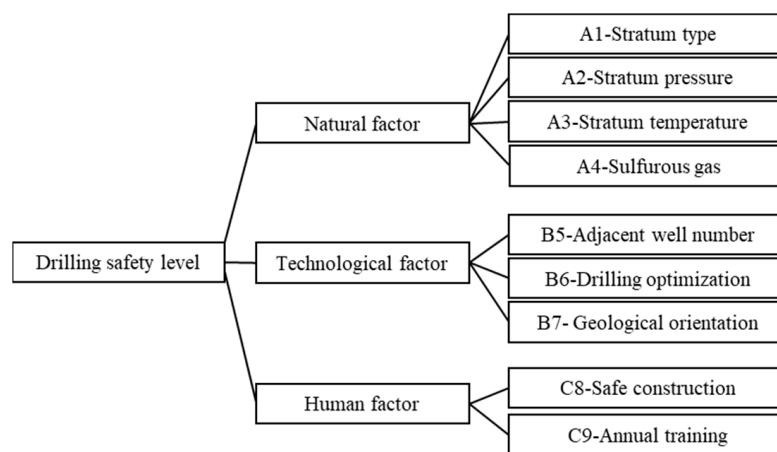 Drilling safety level
Natural factor
A1-Stratum type
A2-Stratum pressure
A3-Stratum temperature
A4-Sulfurous gas
Technological factor
B5-Adjacent well number
B6-Drilling optimization
B7- Geological orientation
Human factor
C8-Safe construction
C9-Annual training